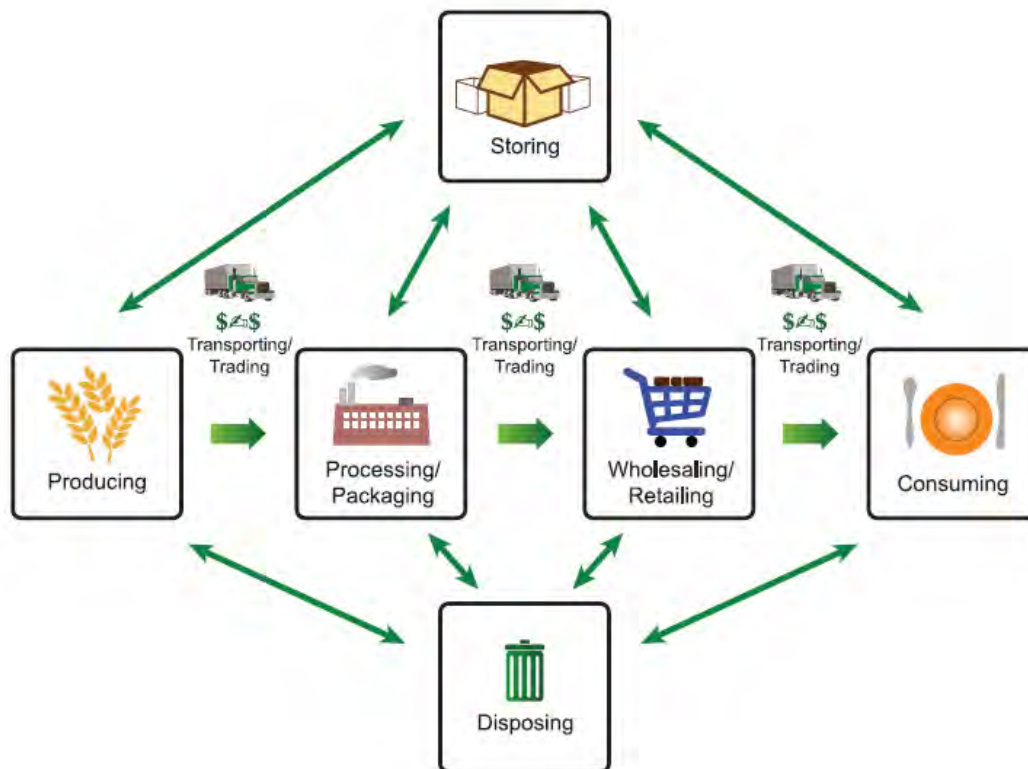 Storing
$✍$
Transporting/
Trading
$✍$
Transporting/
Trading
$✍$
Transporting/
Trading
Producing
Processing/
Packaging
Wholesaling/
Retailing
Consuming
Disposing